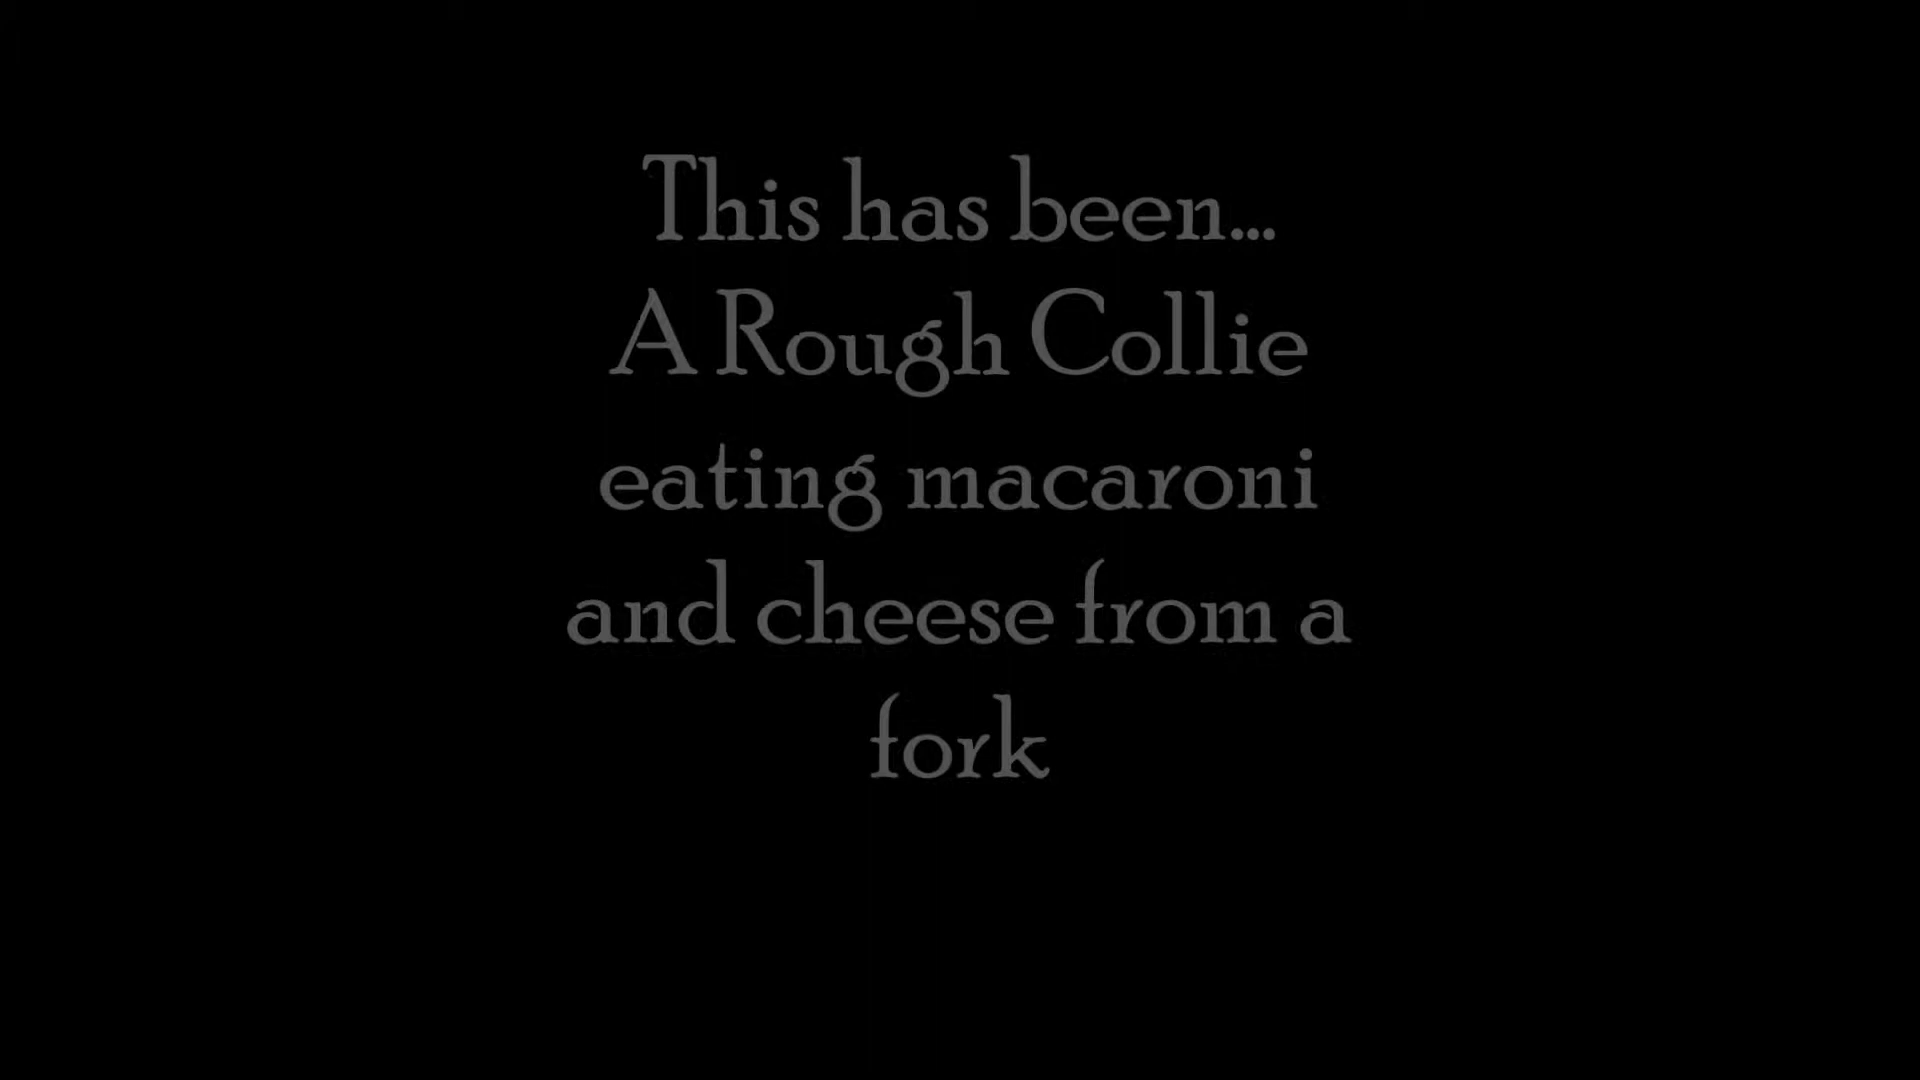 This has been...
A Rough Collie
eating macaroni
and cheese from a
fork